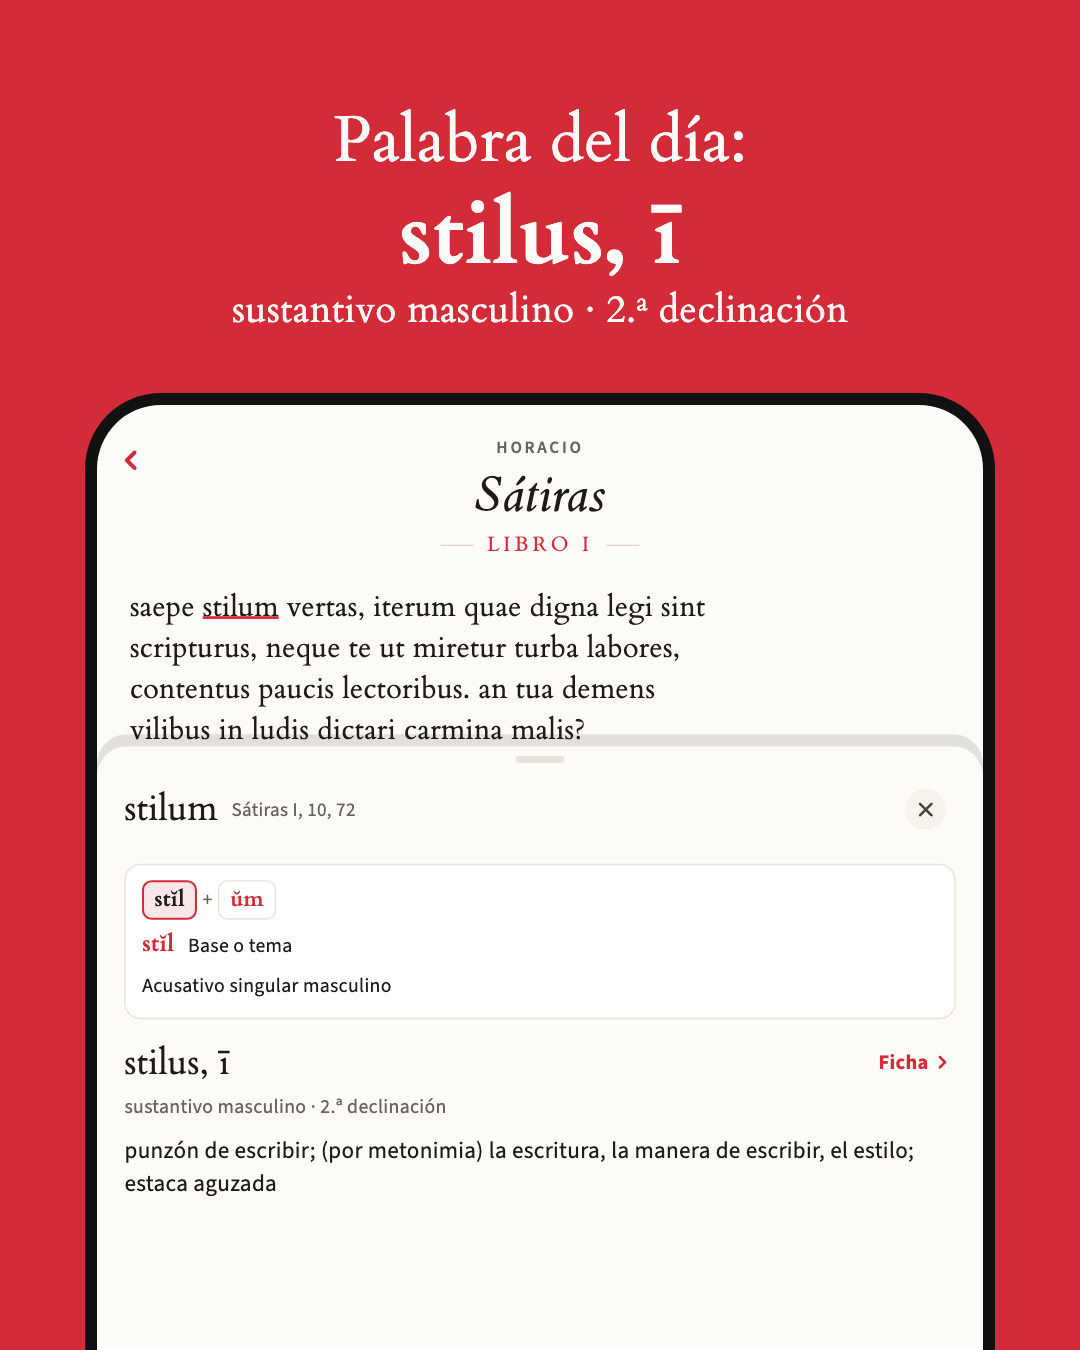 Palabra del día:
stilus, ī
sustantivo masculino · 2.ª declinación
HORACIO
Sátiras
LIBRO I
saepe stilum vertas, iterum quae digna legi sint
scripturus, neque te ut miretur turba labores,
contentus paucis lectoribus. an tua demens
vilibus in ludis dictari carmina malis?
stilum Sátiras I, 10, 72
stĭl + ŭm
stĭl Base o tema
Acusativo singular masculino
stilus, ī
Ficha
sustantivo masculino · 2.ª declinación
punzón de escribir; (por metonimia) la escritura, la manera de escribir, el estilo;
estaca aguzada